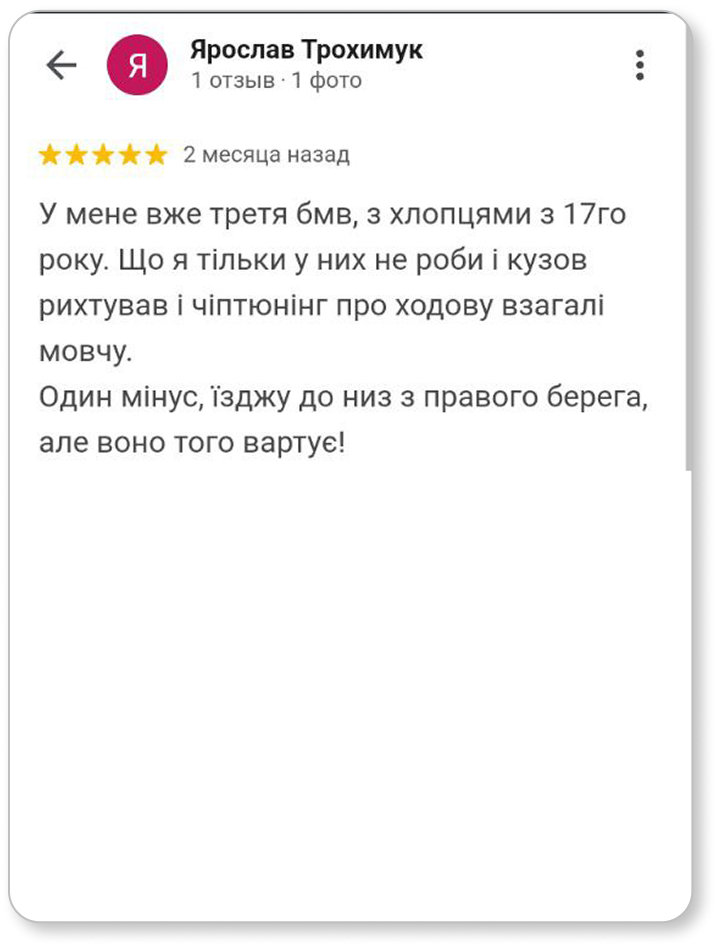 Ярослав Трохимук
1 отзыв · 1 фото
Я
2 месяца назад
У мене вже третя бмв, з хлопцями з 17го
року. Що я тільки у них не роби і кузов
рихтував і чіптюнінг про ходову взагалі
мовчу.
Один мінус, їзджу до низ з правого берега,
але воно того вартує!